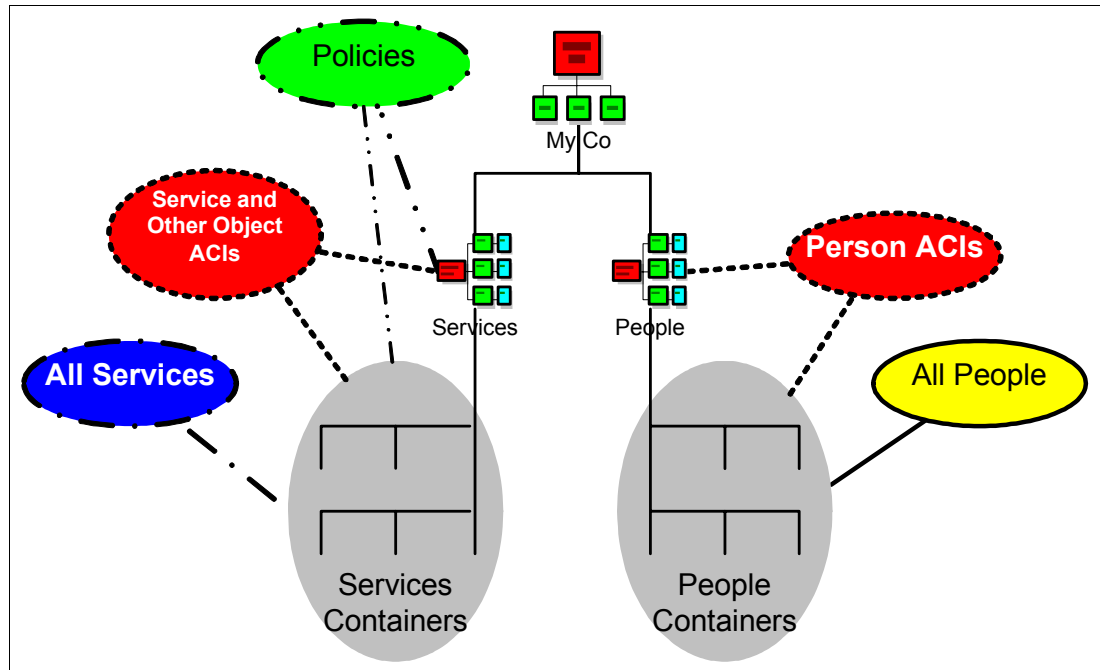 Policies
My Co
Service and
Other Object
ACIs
Person ACIs
Services
People
All Services
All People
Services
Containers
People
Containers